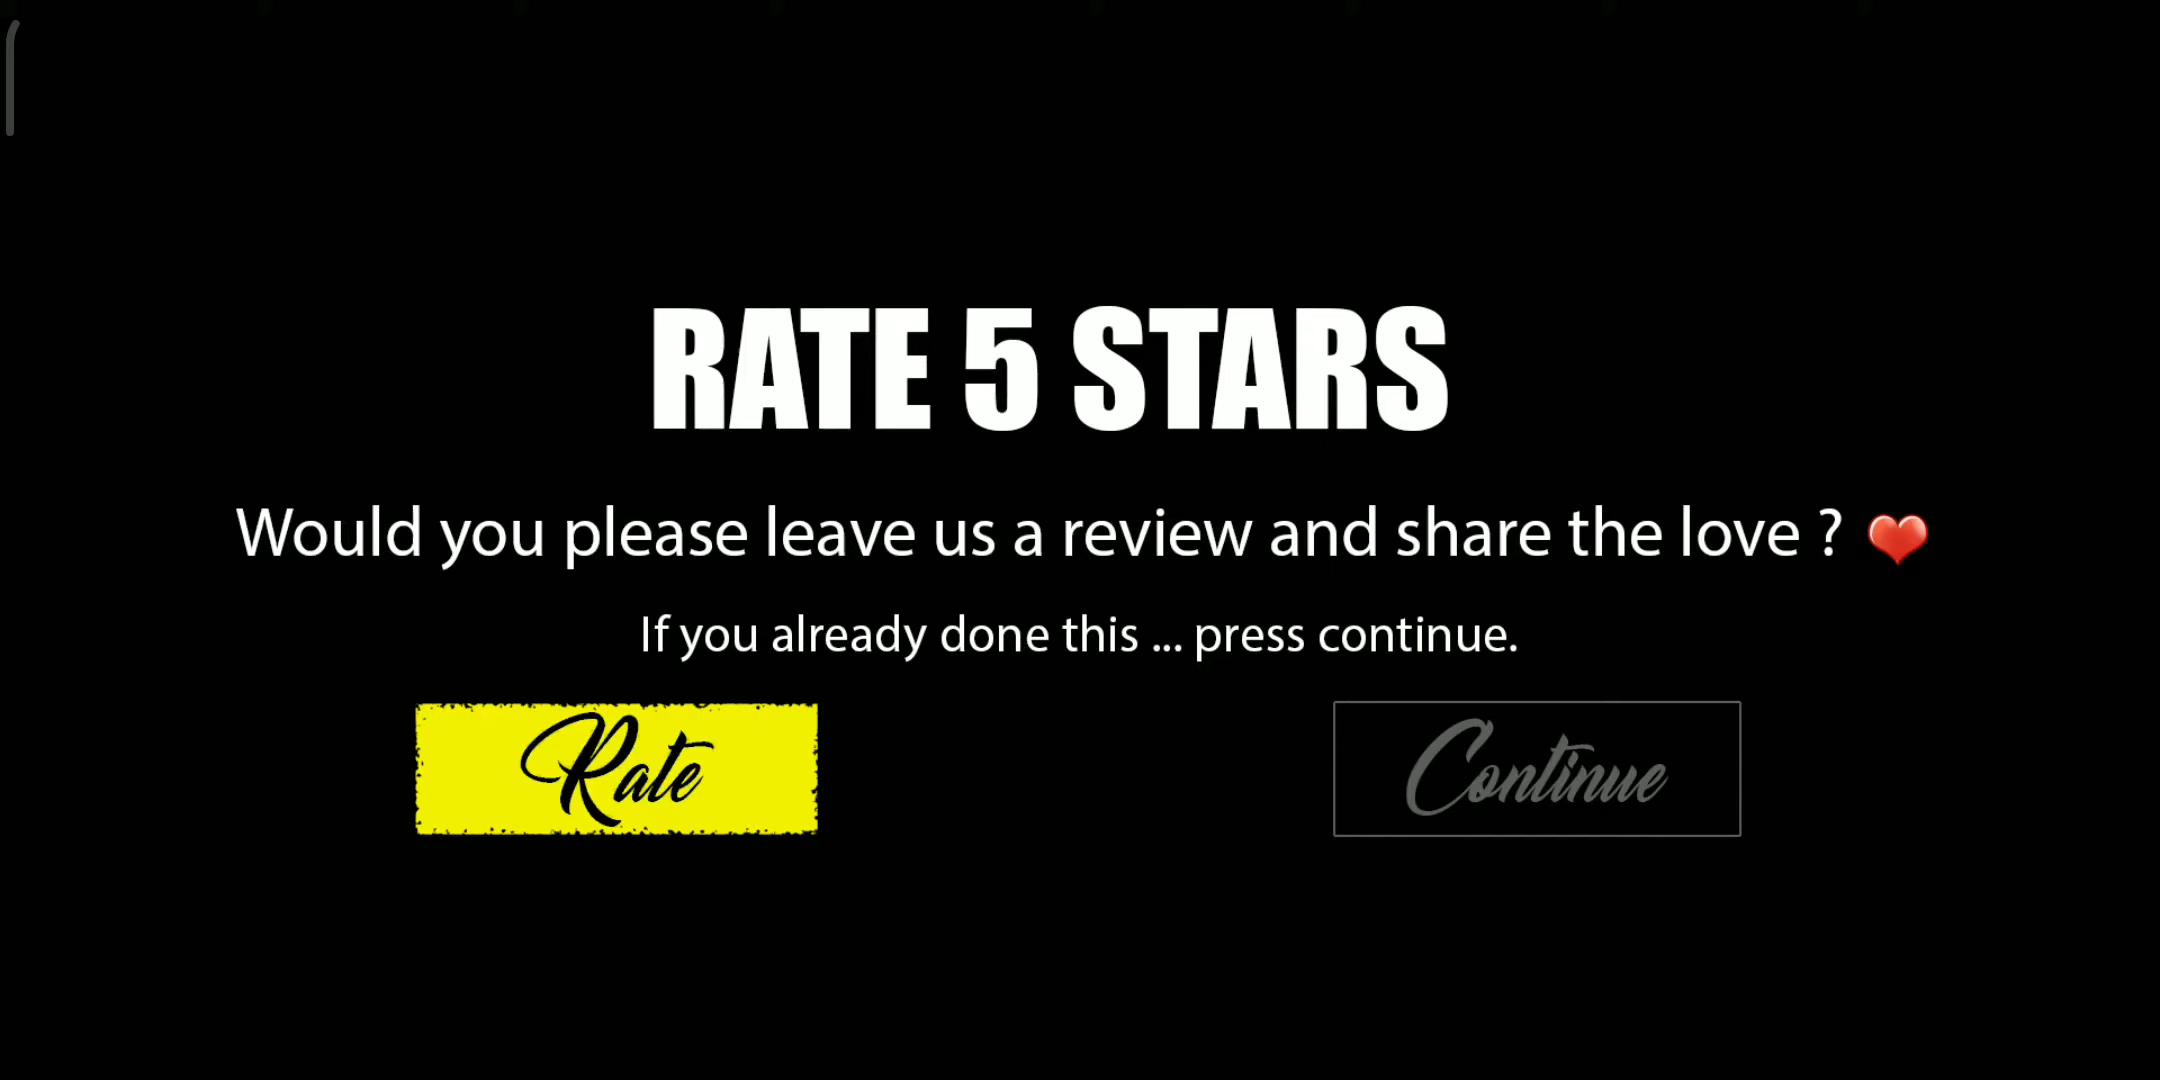 RATE 5 STARS
Would you please leave us a review and share the love ? ❤️
If you already done this ... press continue.
Rate
Continue